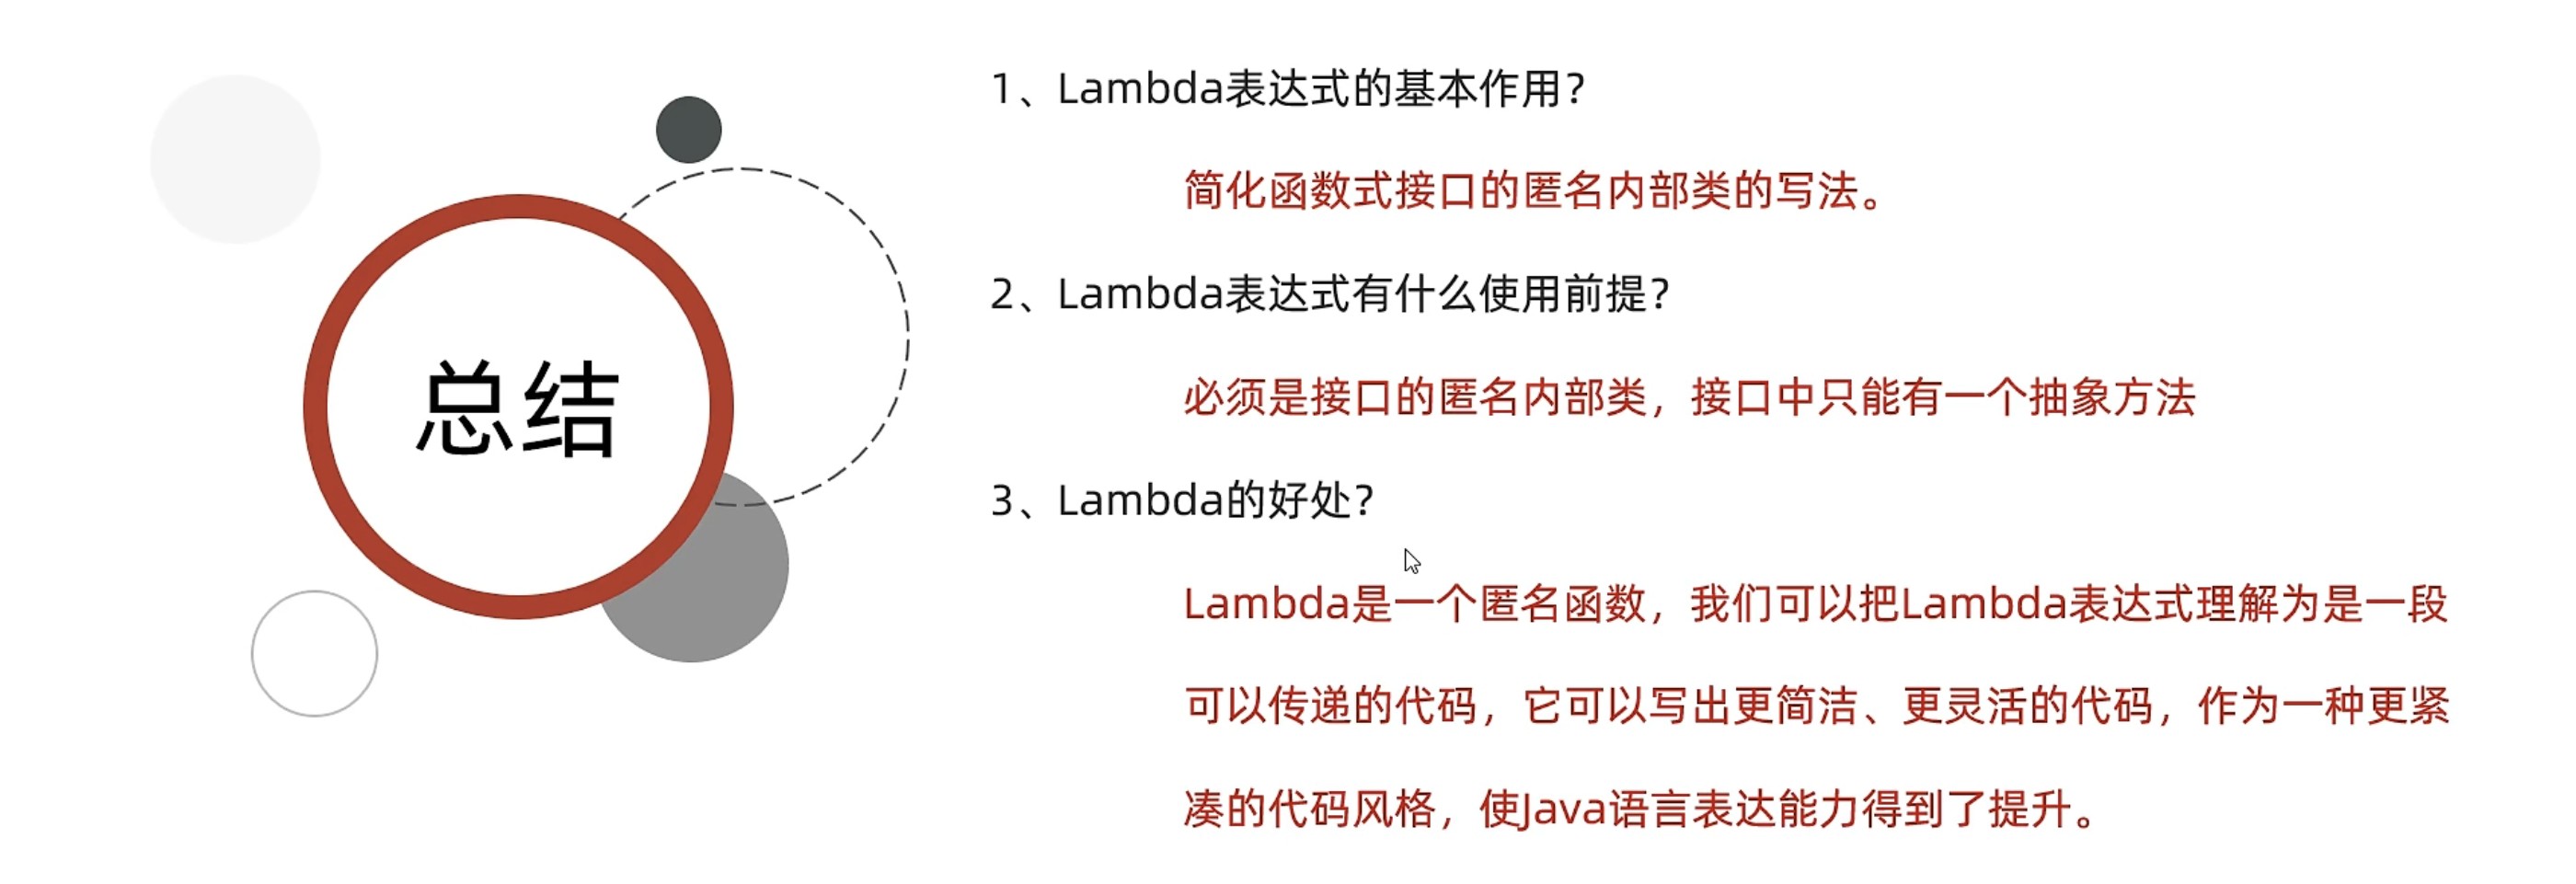 总结
1、Lambda表达式的基本作用？
简化函数式接口的匿名内部类的写法。
2、Lambda表达式有什么使用前提？
必须是接口的匿名内部类，接口中只能有一个抽象方法
3、Lambda的好处？
Lambda是一个匿名函数，我们可以把Lambda表达式理解为是一段
可以传递的代码，它可以写出更简洁、更灵活的代码，作为一种更紧
凑的代码风格，使Java语言表达能力得到了提升。